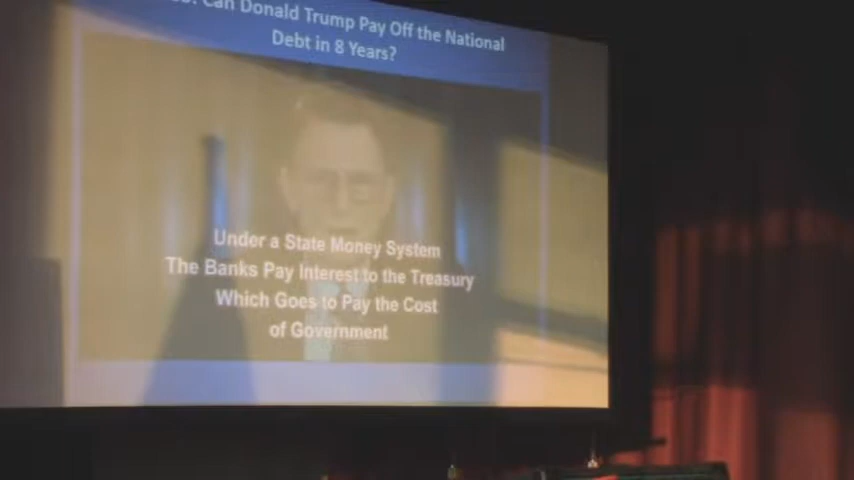 Can Donald Trump Pay Off the National
Debt in 8 Years?
Under a State Money System
The Banks Pay Interest to the Treasury
Which Goes to Pay the Cost
of Government